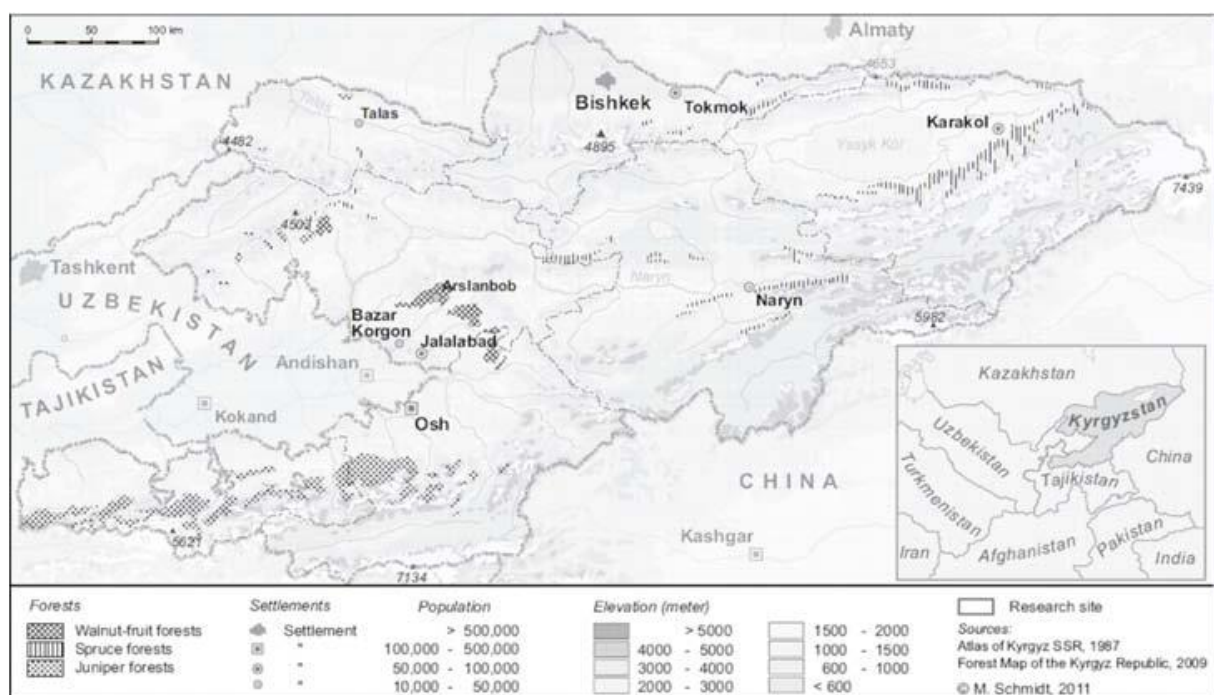 0 50 100 km
Almaty
KAZAKHSTAN
4653
Bishkek
Tokmok
Talas
Talas
Karakol
4482
4895
Yssyk Köl
7439
4503
Tashkent
UZBEKISTAN
Arslanbob
Naryn
Naryn
Bazar
Korgon
Jalalabad
5982
Andishan
TAJIKISTAN
Kokand
Osh
CHINA
Kashgar
5621
7134
Kazakhstan
Kyrgyzstan
Uzbekistan
China
Turkmenistan
Tajikistan
Iran
Afghanistan
Pakistan
India
Forests
Walnut-fruit forests
Spruce forests
Juniper forests
Settlements Population
Settlement > 500,000
" 100,000 - 500,000
" 50,000 - 100,000
" 10,000 - 50,000
Elevation (meter)
> 5000
4000 - 5000
3000 - 4000
2000 - 3000
1500 - 2000
1000 - 1500
600 - 1000
< 600
Research site
Sources:
Atlas of Kyrgyz SSR, 1987
Forest Map of the Kyrgyz Republic, 2009
© M. Schmidt, 2011